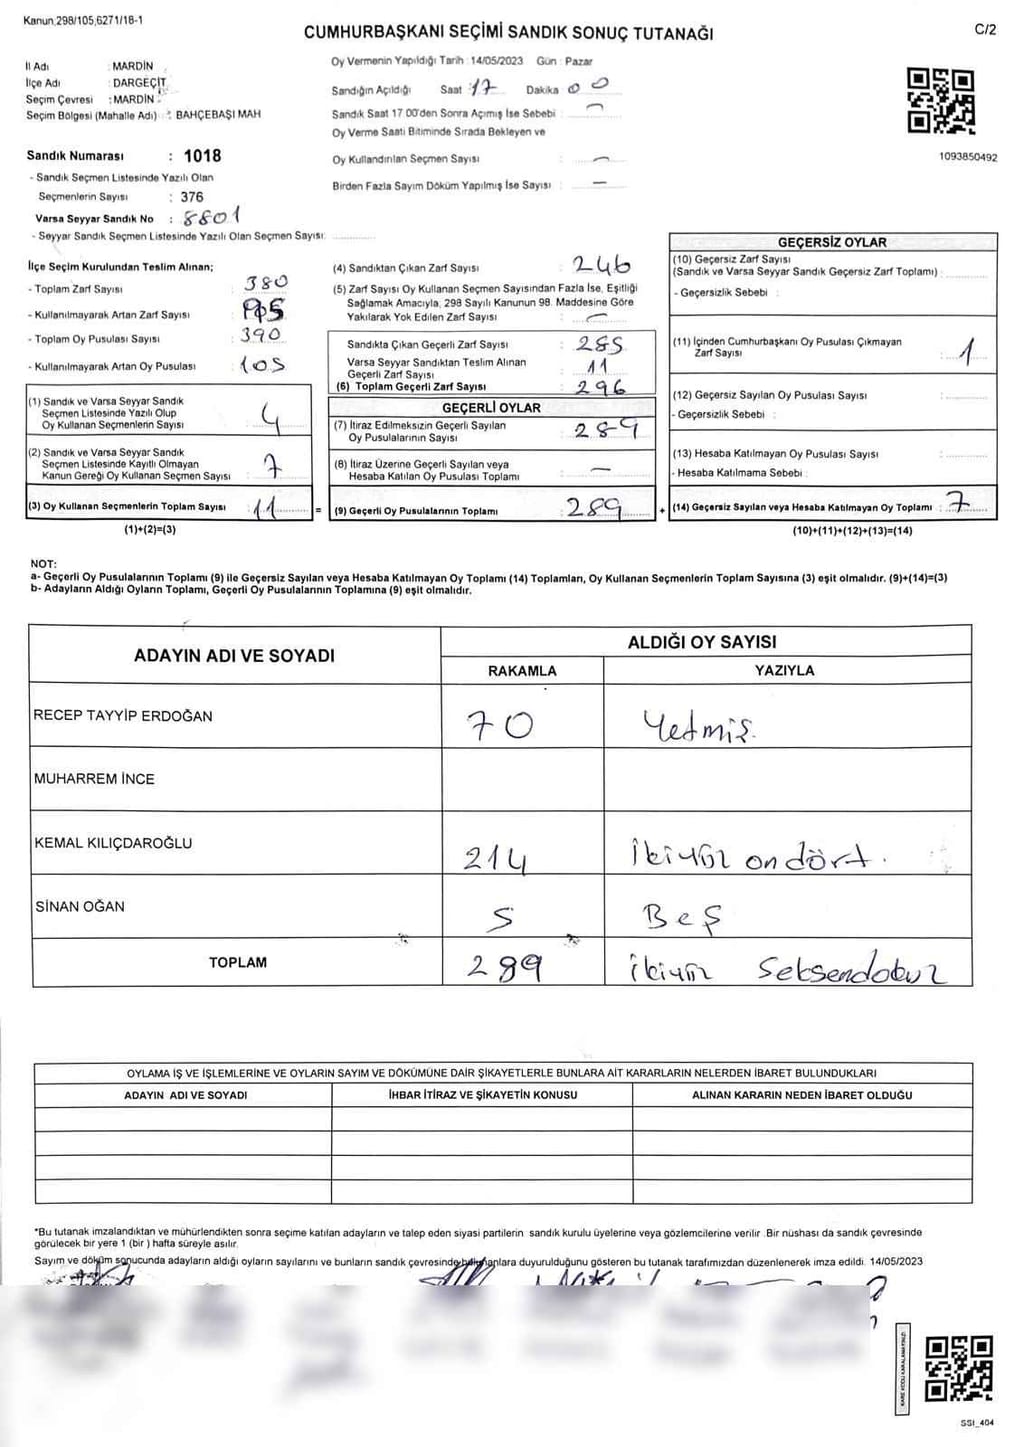 Kanun 298/105,6271/18-1
CUMHURBAŞKANI SEÇİMİ SANDIK SONUÇ TUTANAĞI
C/2
İl Adı : MARDİN
İlçe Adı : DARGEÇİT
Seçim Çevresi : MARDİN
Seçim Bölgesi (Mahalle Adı) : BAHÇEBAŞI MAH
Sandık Numarası : 1018
- Sandık Seçmen Listesinde Yazılı Olan
Seçmenlerin Sayısı : 376
Varsa Seyyar Sandık No : 8801
- Seyyar Sandık Seçmen Listesinde Yazılı Olan Seçmen Sayısı:
Oy Vermenin Yapıldığı Tarih : 14/05/2023 Gün : Pazar
Sandığın Açıldığı Saat : 17 Dakika 00
Sandık Saat 17 00'den Sonra Açımış İse Sebebi : —
Oy Verme Saati Bitiminde Sırada Bekleyen ve
Oy Kullandırılan Seçmen Sayısı : —
Birden Fazla Sayım Döküm Yapılmış İse Sayısı : —
1093850492
İlçe Seçim Kurulundan Teslim Alınan;
- Toplam Zarf Sayısı : 380
- Kullanılmayarak Artan Zarf Sayısı :
- Toplam Oy Pusulası Sayısı : 390
- Kullanılmayarak Artan Oy Pusulası : 105
(1) Sandık ve Varsa Seyyar Sandık
Seçmen Listesinde Yazılı Olup
Oy Kullanan Seçmenlerin Sayısı : 4
(2) Sandık ve Varsa Seyyar Sandık
Seçmen Listesinde Kayıtlı Olmayan
Kanun Gereği Oy Kullanan Seçmen Sayısı : 7
(3) Oy Kullanan Seçmenlerin Toplam Sayısı : 11
(1)+(2)=(3)
=
(4) Sandıktan Çıkan Zarf Sayısı : 246
(5) Zarf Sayısı Oy Kullanan Seçmen Sayısından Fazla İse, Eşitliği
Sağlamak Amacıyla, 298 Sayılı Kanunun 98. Maddesine Göre
Yakılarak Yok Edilen Zarf Sayısı : —
Sandıkta Çıkan Geçerli Zarf Sayısı : 285
Varsa Seyyar Sandıktan Teslim Alınan
Geçerli Zarf Sayısı : 11
(6) Toplam Geçerli Zarf Sayısı : 296
GEÇERLİ OYLAR
(7) İtiraz Edilmeksizin Geçerli Sayılan
Oy Pusulalarının Sayısı : 289
(8) İtiraz Üzerine Geçerli Sayılan veya
Hesaba Katılan Oy Pusulası Toplamı : —
(9) Geçerli Oy Pusulalarının Toplamı : 289
+
GEÇERSİZ OYLAR
(10) Geçersiz Zarf Sayısı
(Sandık ve Varsa Seyyar Sandık Geçersiz Zarf Toplamı) :
- Geçersizlik Sebebi :
(11) İçinden Cumhurbaşkanı Oy Pusulası Çıkmayan
Zarf Sayısı : 1
(12) Geçersiz Sayılan Oy Pusulası Sayısı :
- Geçersizlik Sebebi :
(13) Hesaba Katılmayan Oy Pusulası Sayısı :
- Hesaba Katılmama Sebebi :
(14) Geçersiz Sayılan veya Hesaba Katılmayan Oy Toplamı : 7
(10)+(11)+(12)+(13)=(14)
NOT:
a- Geçerli Oy Pusulalarının Toplamı (9) ile Geçersiz Sayılan veya Hesaba Katılmayan Oy Toplamı (14) Toplamları, Oy Kullanan Seçmenlerin Toplam Sayısına (3) eşit olmalıdır. (9)+(14)=(3)
b- Adayların Aldığı Oyların Toplamı, Geçerli Oy Pusulalarının Toplamına (9) eşit olmalıdır.
ADAYIN ADI VE SOYADI
ALDIĞI OY SAYISI
RAKAMLA YAZIYLA
RECEP TAYYİP ERDOĞAN 70 Yetmiş
MUHARREM İNCE
KEMAL KILIÇDAROĞLU 214 ikiyüz ondört.
SİNAN OĞAN 5 Beş
TOPLAM 289 ikiyüz Seksendokuz
OYLAMA İŞ VE İŞLEMLERİNE VE OYLARIN SAYIM VE DÖKÜMÜNE DAİR ŞİKAYETLERLE BUNLARA AİT KARARLARIN NELERDEN İBARET BULUNDUKLARI
ADAYIN ADI VE SOYADI İHBAR İTİRAZ VE ŞİKAYETİN KONUSU ALINAN KARARIN NEDEN İBARET OLDUĞU
*Bu tutanak imzalandıktan ve mühürlendikten sonra seçime katılan adayların ve talep eden siyasi partilerin sandık kurulu üyelerine veya gözlemcilerine verilir. Bir nüshası da sandık çevresinde
görülecek bir yere 1 (bir ) hafta süreyle asılır.
Sayım ve döküm sonucunda adayların aldığı oyların sayılarını ve bunların sandık çevresinde bulunanlara duyurulduğunu gösteren bu tutanak tarafımızdan düzenlenerek imza edildi. 14/05/2023
KARE KODU KARALAMAYINIZ!
SSI_404